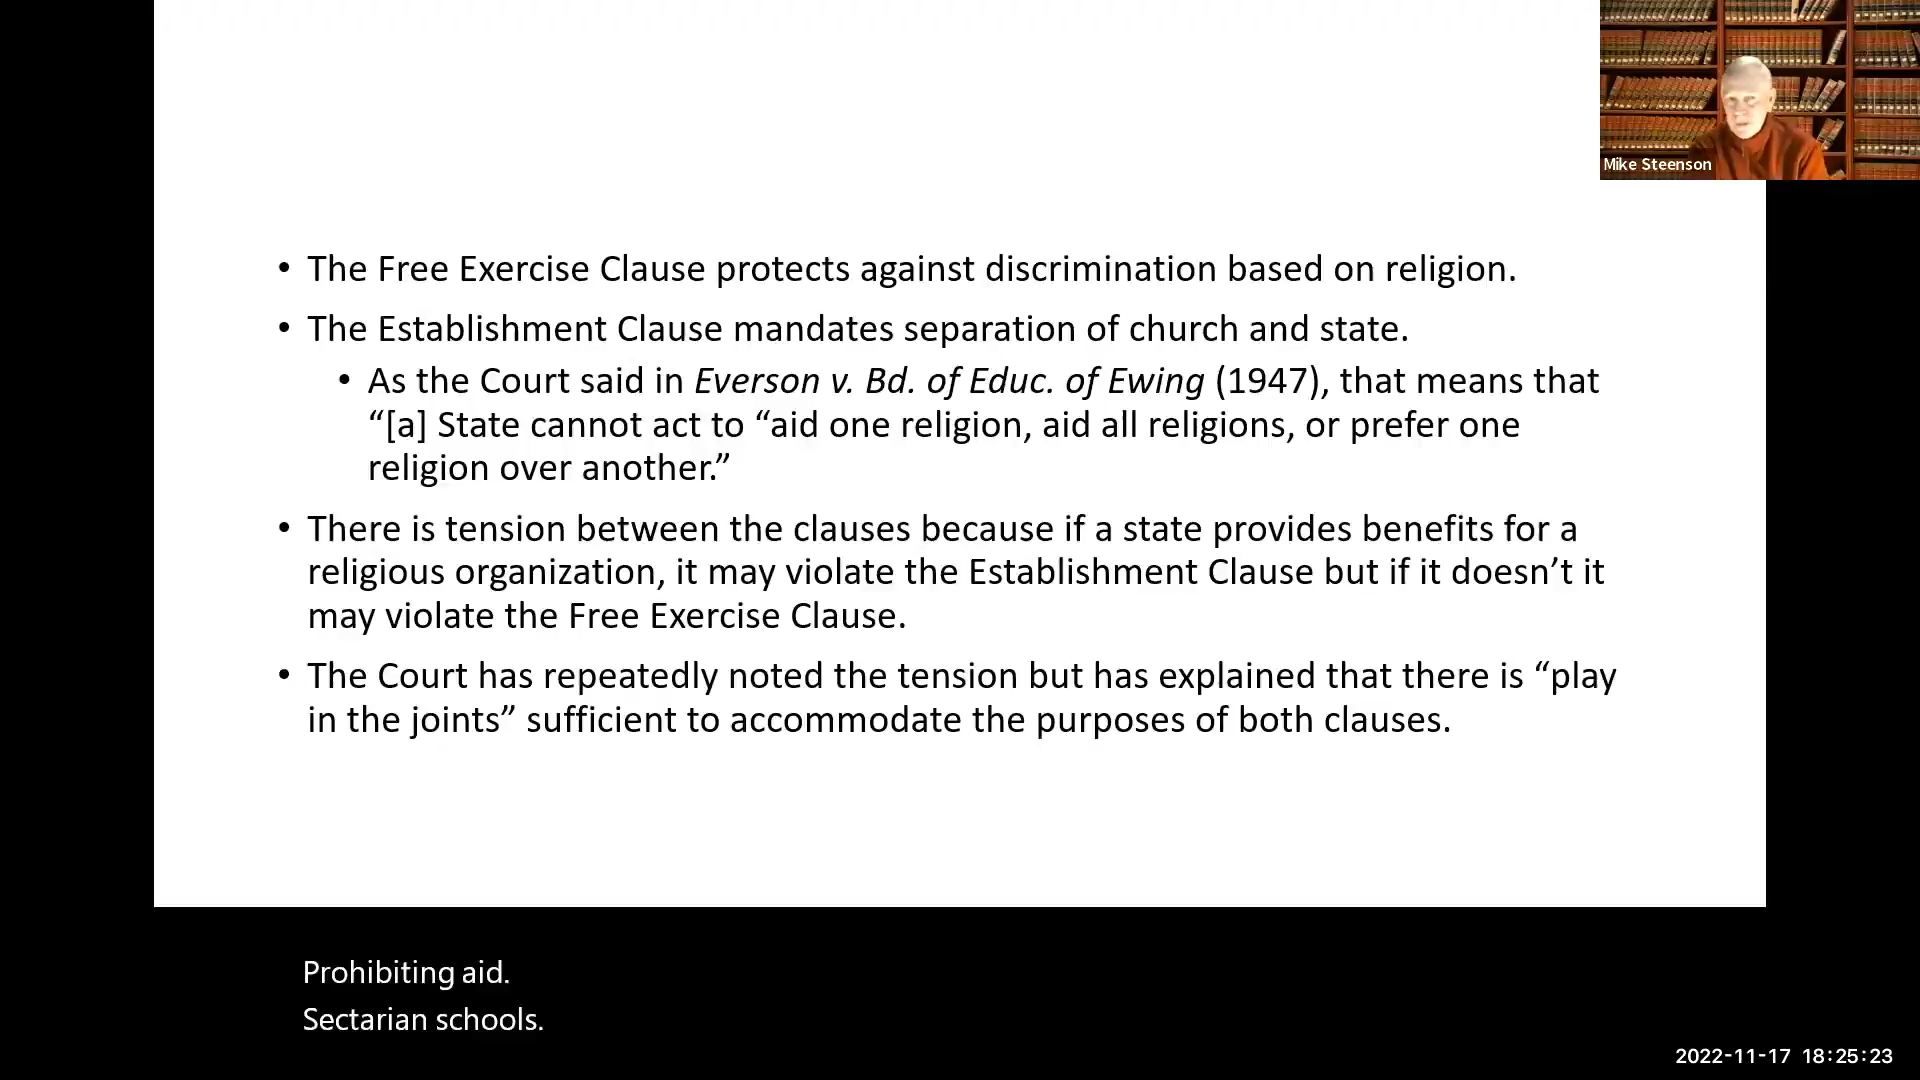 Mike Steenson
• The Free Exercise Clause protects against discrimination based on religion.
• The Establishment Clause mandates separation of church and state.
• As the Court said in Everson v. Bd. of Educ. of Ewing (1947), that means that
“[a] State cannot act to “aid one religion, aid all religions, or prefer one
religion over another.”
• There is tension between the clauses because if a state provides benefits for a
religious organization, it may violate the Establishment Clause but if it doesn’t it
may violate the Free Exercise Clause.
• The Court has repeatedly noted the tension but has explained that there is “play
in the joints” sufficient to accommodate the purposes of both clauses.
Prohibiting aid.
Sectarian schools.
2022-11-17 18:25:23